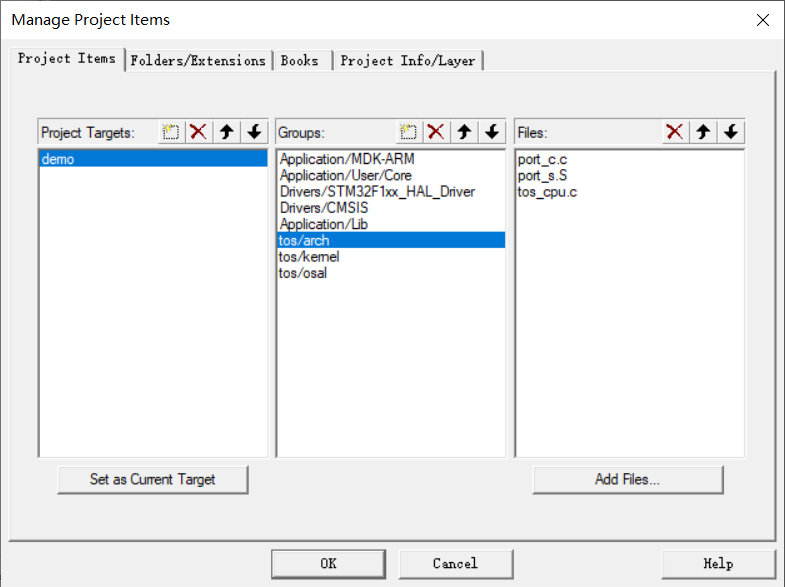 Manage Project Items
Project Items
Folders/Extensions
Books
Project Info/Layer
Project Targets:
demo
Set as Current Target
Groups:
Application/MDK-ARM
Application/User/Core
Drivers/STM32F1xx_HAL_Driver
Drivers/CMSIS
Application/Lib
tos/arch
tos/kernel
tos/osal
Files:
port_c.c
port_s.S
tos_cpu.c
Add Files...
OK
Cancel
Help